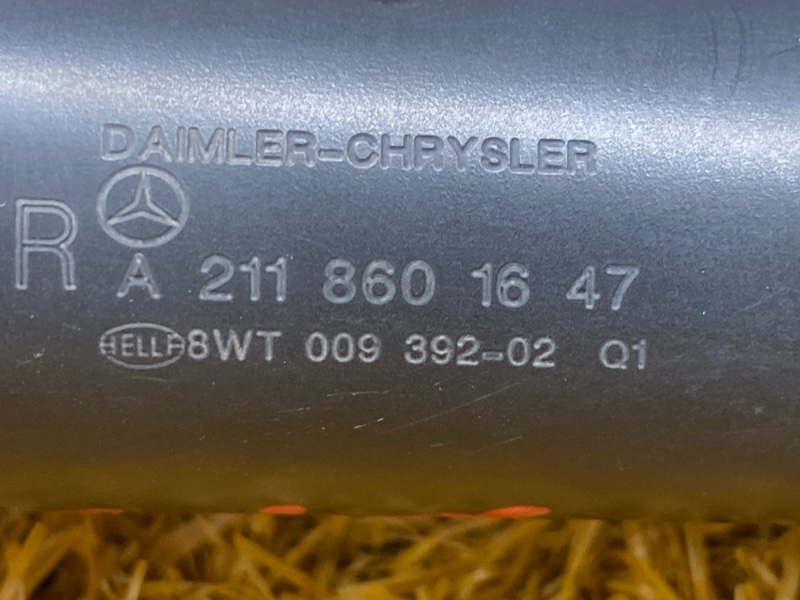 DAIMLER-CHRYSLER
R
A 211 860 16 47
HELLA 8WT 009 392-02 Q1